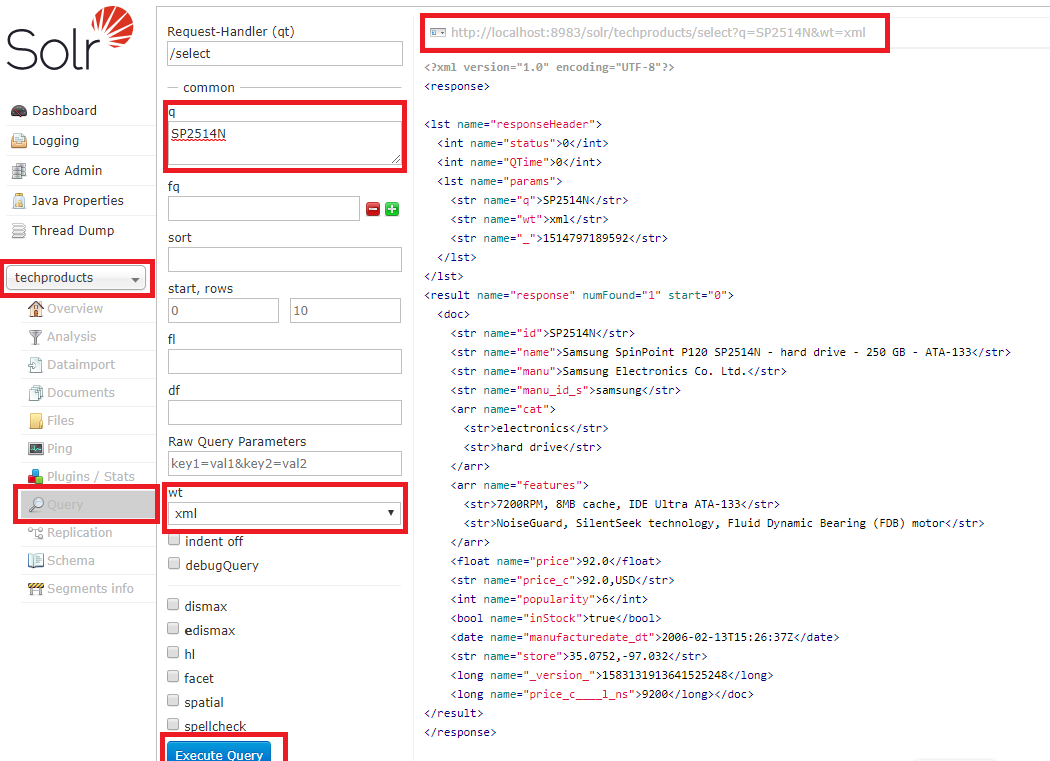 Solr
Dashboard
Logging
Core Admin
Java Properties
Thread Dump
techproducts
Overview
Analysis
Dataimport
Documents
Files
Ping
Plugins / Stats
Query
Replication
Schema
Segments info
Request-Handler (qt)
/select
common
q
SP2514N
fq
sort
start, rows
0 10
fl
df
Raw Query Parameters
key1=val1&key2=val2
wt
xml
indent off
debugQuery
dismax
edismax
hl
facet
spatial
spellcheck
Execute Query
http://localhost:8983/solr/techproducts/select?q=SP2514N&wt=xml
<?xml version="1.0" encoding="UTF-8"?>
<response>
<lst name="responseHeader">
<int name="status">0</int>
<int name="QTime">0</int>
<lst name="params">
<str name="q">SP2514N</str>
<str name="wt">xml</str>
<str name="_">1514797189592</str>
</lst>
</lst>
<result name="response" numFound="1" start="0">
<doc>
<str name="id">SP2514N</str>
<str name="name">Samsung SpinPoint P120 SP2514N - hard drive - 250 GB - ATA-133</str>
<str name="manu">Samsung Electronics Co. Ltd.</str>
<str name="manu_id_s">samsung</str>
<arr name="cat">
<str>electronics</str>
<str>hard drive</str>
</arr>
<arr name="features">
<str>7200RPM, 8MB cache, IDE Ultra ATA-133</str>
<str>NoiseGuard, SilentSeek technology, Fluid Dynamic Bearing (FDB) motor</str>
</arr>
<float name="price">92.0</float>
<str name="price_c">92.0,USD</str>
<int name="popularity">6</int>
<bool name="inStock">true</bool>
<date name="manufacturedate_dt">2006-02-13T15:26:37Z</date>
<str name="store">35.0752,-97.032</str>
<long name="_version_">1583131913641525248</long>
<long name="price_c____l_ns">9200</long></doc>
</result>
</response>